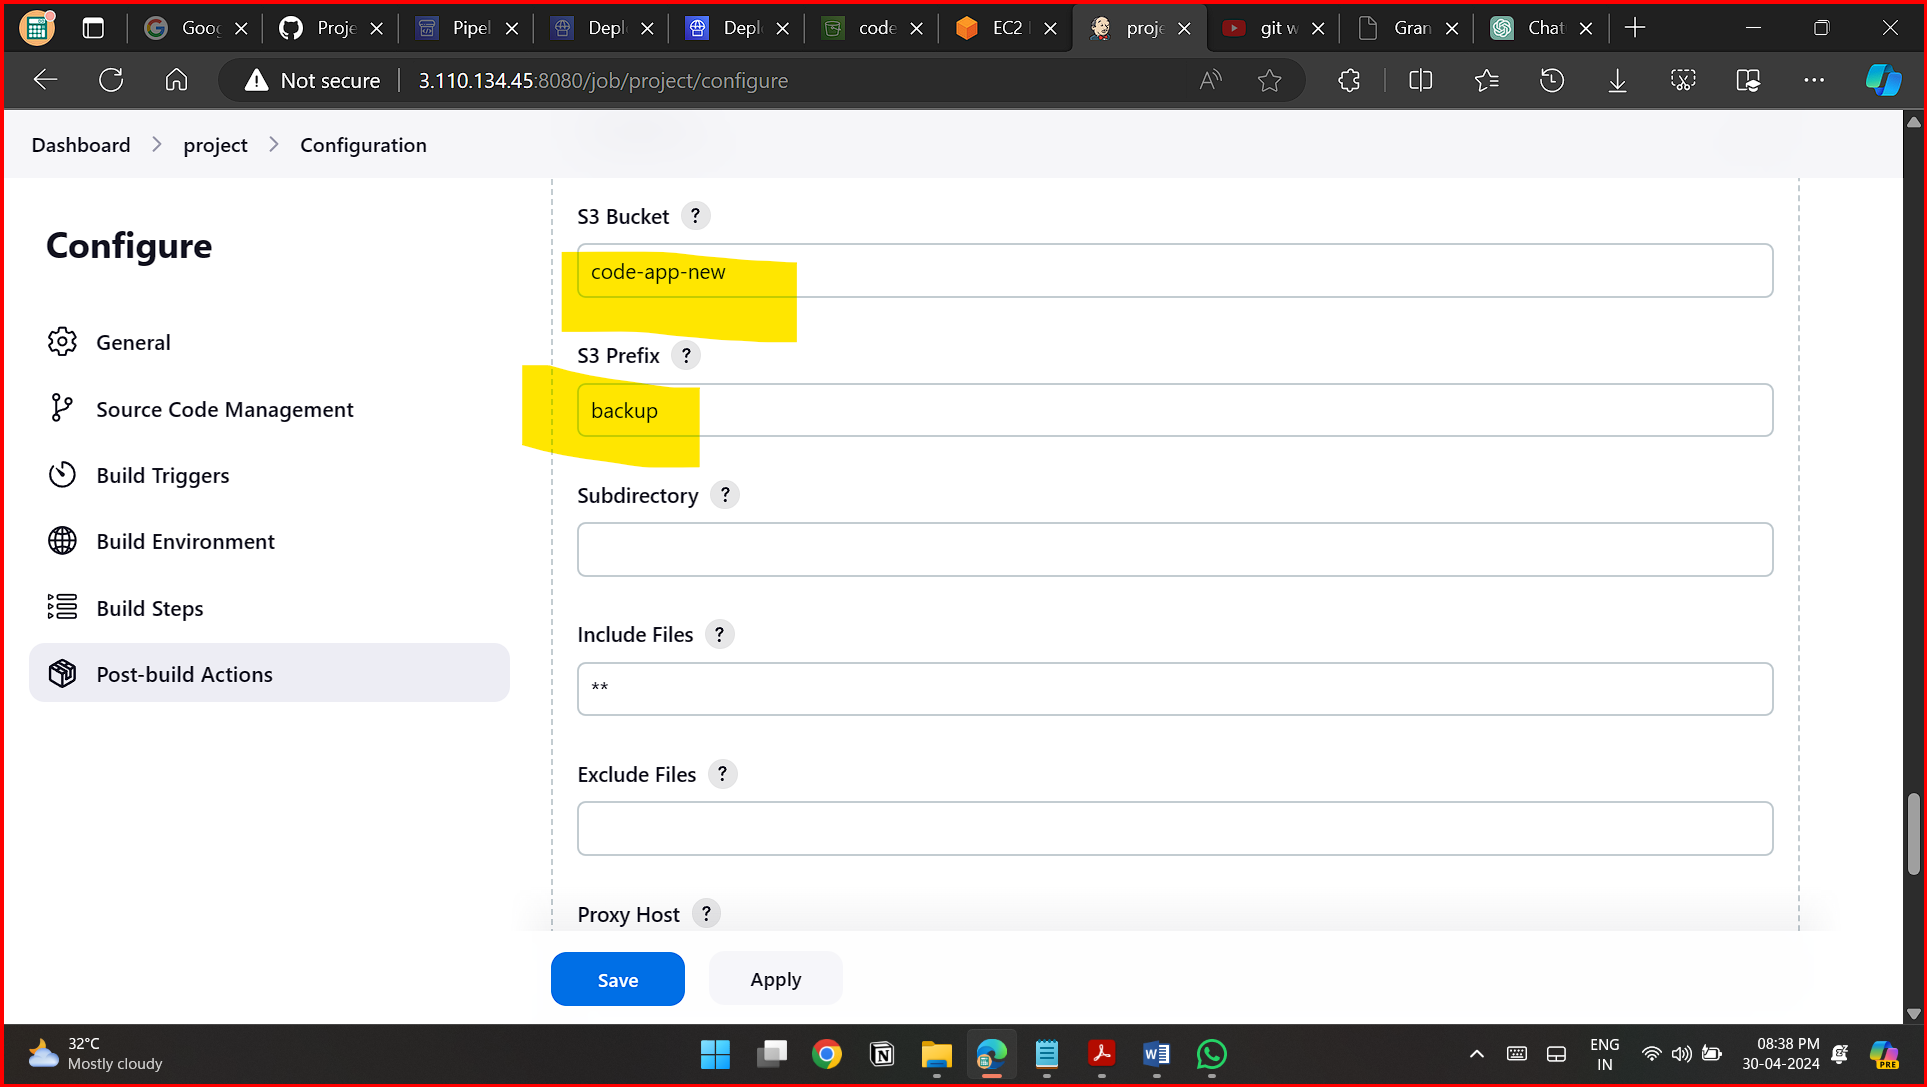 Goog
Proje
Pipel
Depl
Depl
code
EC2
proje
git w
Gran
Chat
Not secure
3.110.134.45:8080/job/project/configure
Dashboard > project > Configuration
Configure
General
Source Code Management
Build Triggers
Build Environment
Build Steps
Post-build Actions
S3 Bucket ?
code-app-new
S3 Prefix ?
backup
Subdirectory ?
Include Files ?
**
Exclude Files ?
Proxy Host ?
Save
Apply
32°C
Mostly cloudy
ENG
IN
08:38 PM
30-04-2024
PRE